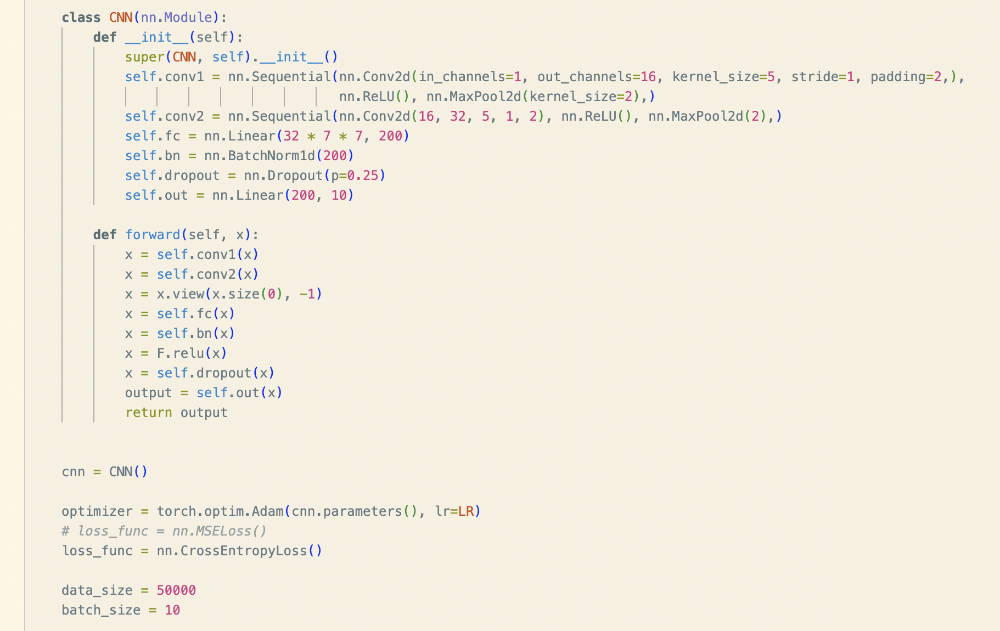 class CNN(nn.Module):
    def __init__(self):
        super(CNN, self).__init__()
        self.conv1 = nn.Sequential(nn.Conv2d(in_channels=1, out_channels=16, kernel_size=5, stride=1, padding=2,),
                                   nn.ReLU(), nn.MaxPool2d(kernel_size=2),)
        self.conv2 = nn.Sequential(nn.Conv2d(16, 32, 5, 1, 2), nn.ReLU(), nn.MaxPool2d(2),)
        self.fc = nn.Linear(32 * 7 * 7, 200)
        self.bn = nn.BatchNorm1d(200)
        self.dropout = nn.Dropout(p=0.25)
        self.out = nn.Linear(200, 10)

    def forward(self, x):
        x = self.conv1(x)
        x = self.conv2(x)
        x = x.view(x.size(0), -1)
        x = self.fc(x)
        x = self.bn(x)
        x = F.relu(x)
        x = self.dropout(x)
        output = self.out(x)
        return output


cnn = CNN()

optimizer = torch.optim.Adam(cnn.parameters(), lr=LR)
# loss_func = nn.MSELoss()
loss_func = nn.CrossEntropyLoss()

data_size = 50000
batch_size = 10